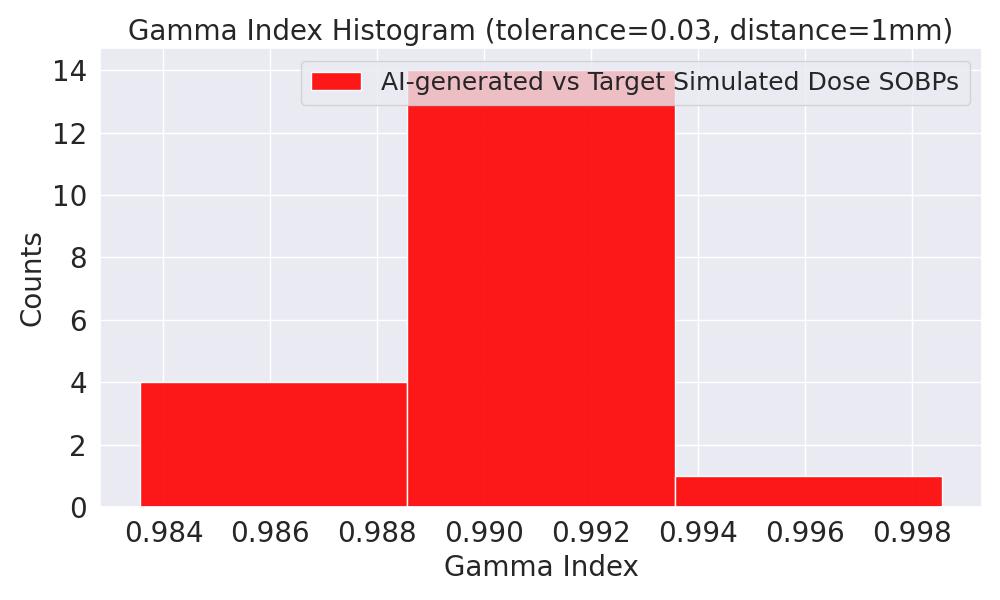 Gamma Index Histogram (tolerance=0.03, distance=1mm)
AI-generated vs Target Simulated Dose SOBPs
14
12
10
8
6
4
2
0
Counts
0.984 0.986 0.988 0.990 0.992 0.994 0.996 0.998
Gamma Index